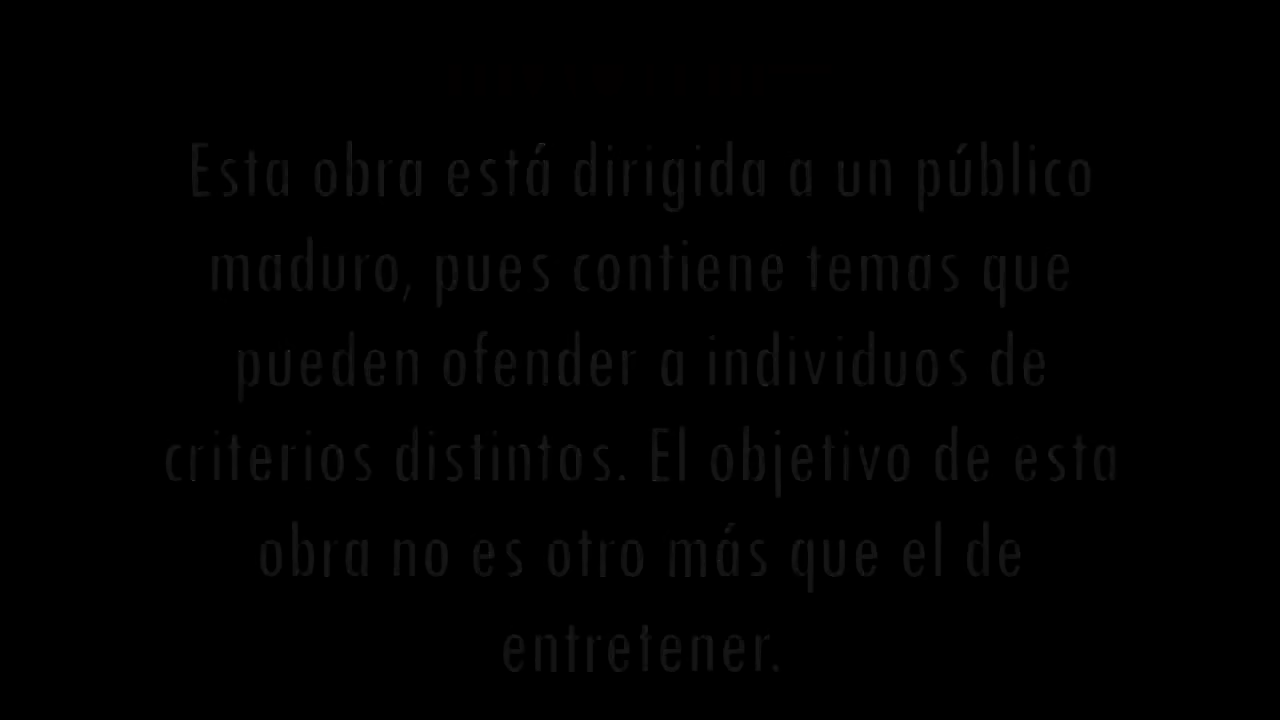 Esta obra está dirigida a un público
maduro, pues contiene temas que
pueden ofender a individuos de
criterios distintos. El objetivo de esta
obra no es otro más que el de
entretener.